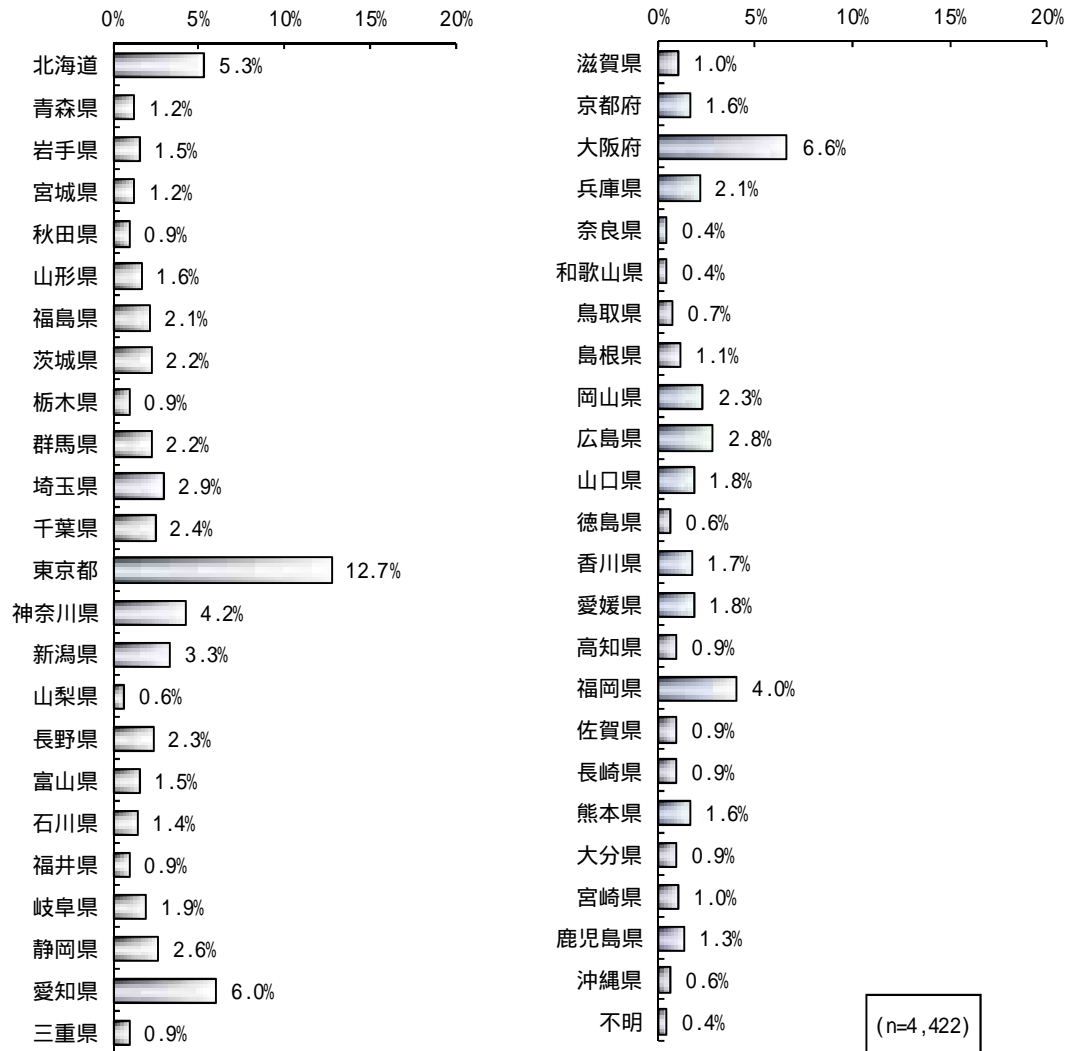 0% 5% 10% 15% 20%
北海道 5.3%
青森県 1.2%
岩手県 1.5%
宮城県 1.2%
秋田県 0.9%
山形県 1.6%
福島県 2.1%
茨城県 2.2%
栃木県 0.9%
群馬県 2.2%
埼玉県 2.9%
千葉県 2.4%
東京都 12.7%
神奈川県 4.2%
新潟県 3.3%
山梨県 0.6%
長野県 2.3%
富山県 1.5%
石川県 1.4%
福井県 0.9%
岐阜県 1.9%
静岡県 2.6%
愛知県 6.0%
三重県 0.9%
0% 5% 10% 15% 20%
滋賀県 1.0%
京都府 1.6%
大阪府 6.6%
兵庫県 2.1%
奈良県 0.4%
和歌山県 0.4%
鳥取県 0.7%
島根県 1.1%
岡山県 2.3%
広島県 2.8%
山口県 1.8%
徳島県 0.6%
香川県 1.7%
愛媛県 1.8%
高知県 0.9%
福岡県 4.0%
佐賀県 0.9%
長崎県 0.9%
熊本県 1.6%
大分県 0.9%
宮崎県 1.0%
鹿児島県 1.3%
沖縄県 0.6%
不明 0.4%
(n=4,422)